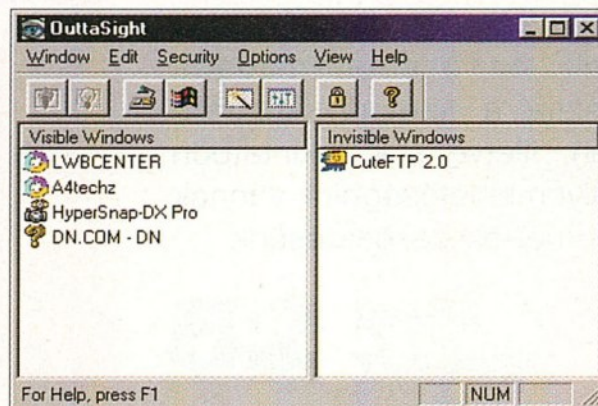 OuttaSight
Window Edit Security Options View Help
Visible Windows
LWBCENTER
A4techz
HyperSnap-DX Pro
DN.COM - DN
Invisible Windows
CuteFTP 2.0
For Help, press F1
NUM